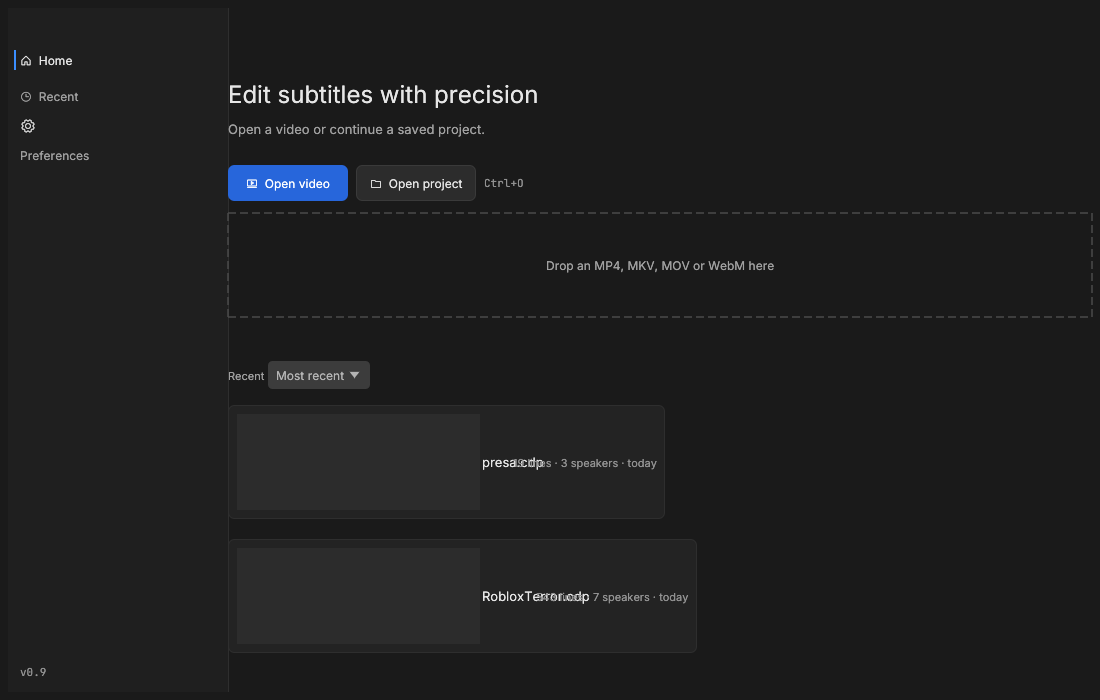 Home
Recent
Preferences
Edit subtitles with precision
Open a video or continue a saved project.
Open video
Open project
Ctrl+O
Drop an MP4, MKV, MOV or WebM here
Recent
Most recent
presa.cdp
lines · 3 speakers · today
7 speakers · today
v0.9